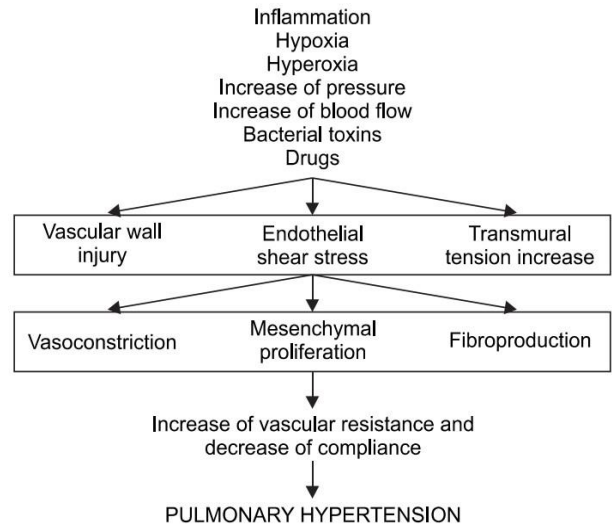 Inflammation
Hypoxia
Hyperoxia
Increase of pressure
Increase of blood flow
Bacterial toxins
Drugs
Vascular wall
injury
Endothelial
shear stress
Transmural
tension increase
Vasoconstriction
Mesenchymal
proliferation
Fibroproduction
Increase of vascular resistance and
decrease of compliance
PULMONARY HYPERTENSION